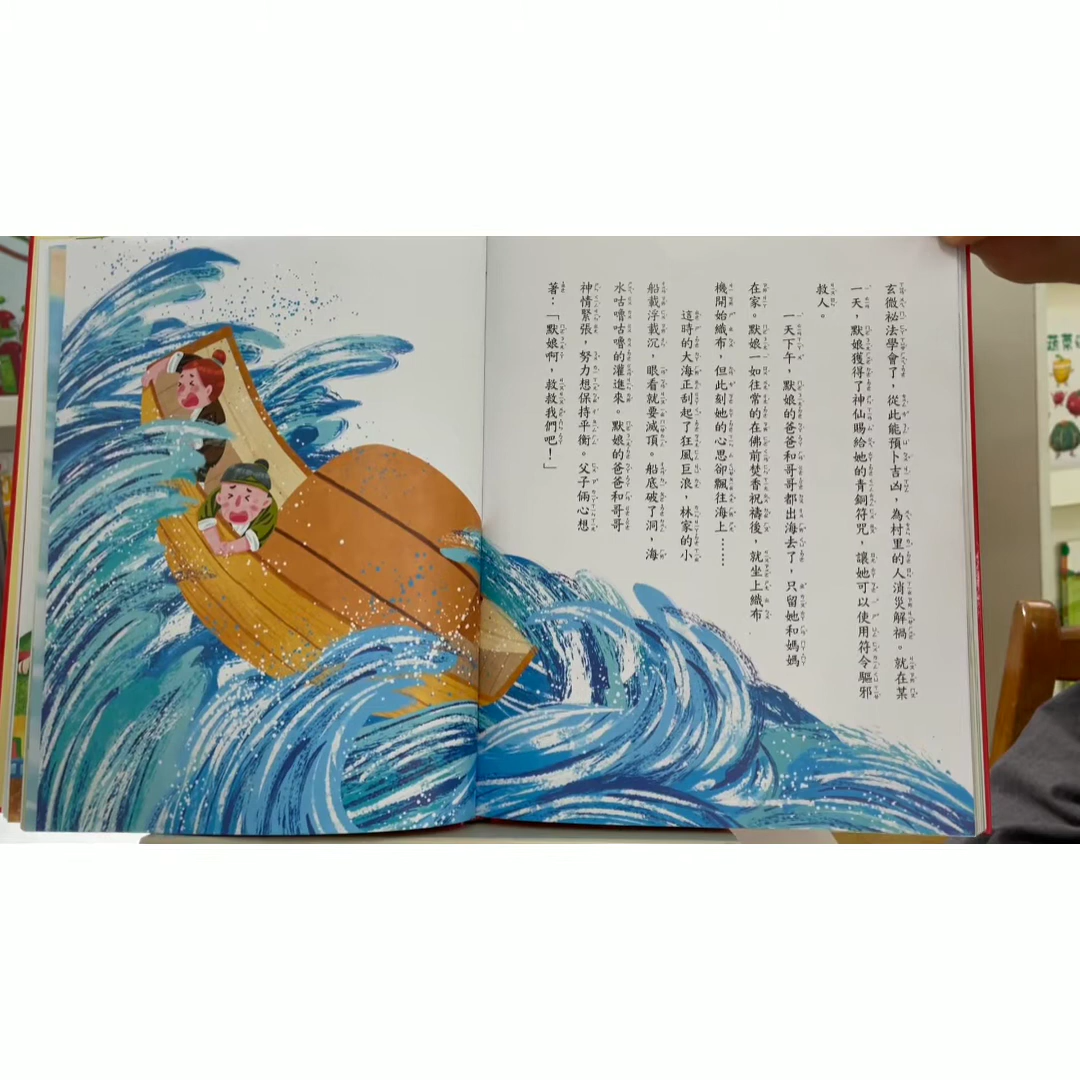 玄微祕法學會了，從此能預卜吉凶，為村里的人消災解禍。就在某
一天，默娘獲得了神仙賜給她的青銅符咒，讓她可以使用符令驅邪
救人。
一天下午，默娘的爸爸和哥哥都出海去了，只留她和媽媽
在家。默娘一如往常的在佛前焚香祝禱後，就坐上織布
機開始織布，但此刻她的心思卻飄往海上……
這時的大海正刮起了狂風巨浪，林家的小
船載浮載沉，眼看就要滅頂。船底破了洞，海
水咕嚕咕嚕的灌進來。默娘的爸爸和哥哥
神情緊張，努力想保持平衡。父子倆心想
著：「默娘啊，救救我們吧！」
蔬菜